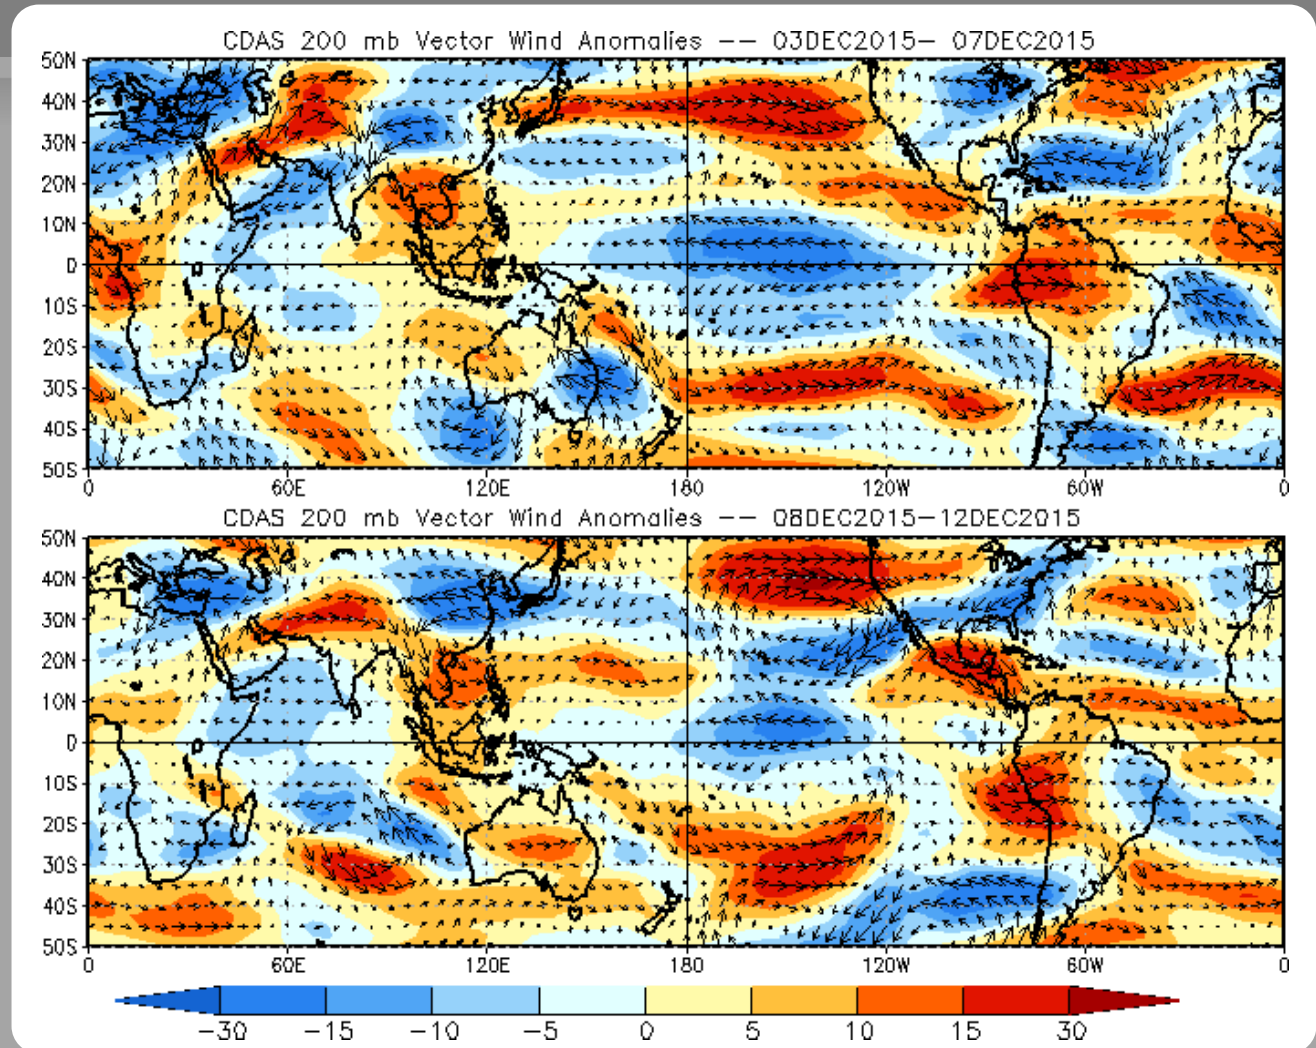 CDAS 200 mb Vector Wind Anomalies -- 03DEC2015- 07DEC2015
50N
40N
30N
20N
10N
0
10S
20S
30S
40S
50S
0 60E 120E 180 120W 60W 0
CDAS 200 mb Vector Wind Anomalies -- 08DEC2015-12DEC2015
50N
40N
30N
20N
10N
0
10S
20S
30S
40S
50S
0 60E 120E 180 120W 60W 0
-30 -15 -10 -5 0 5 10 15 30